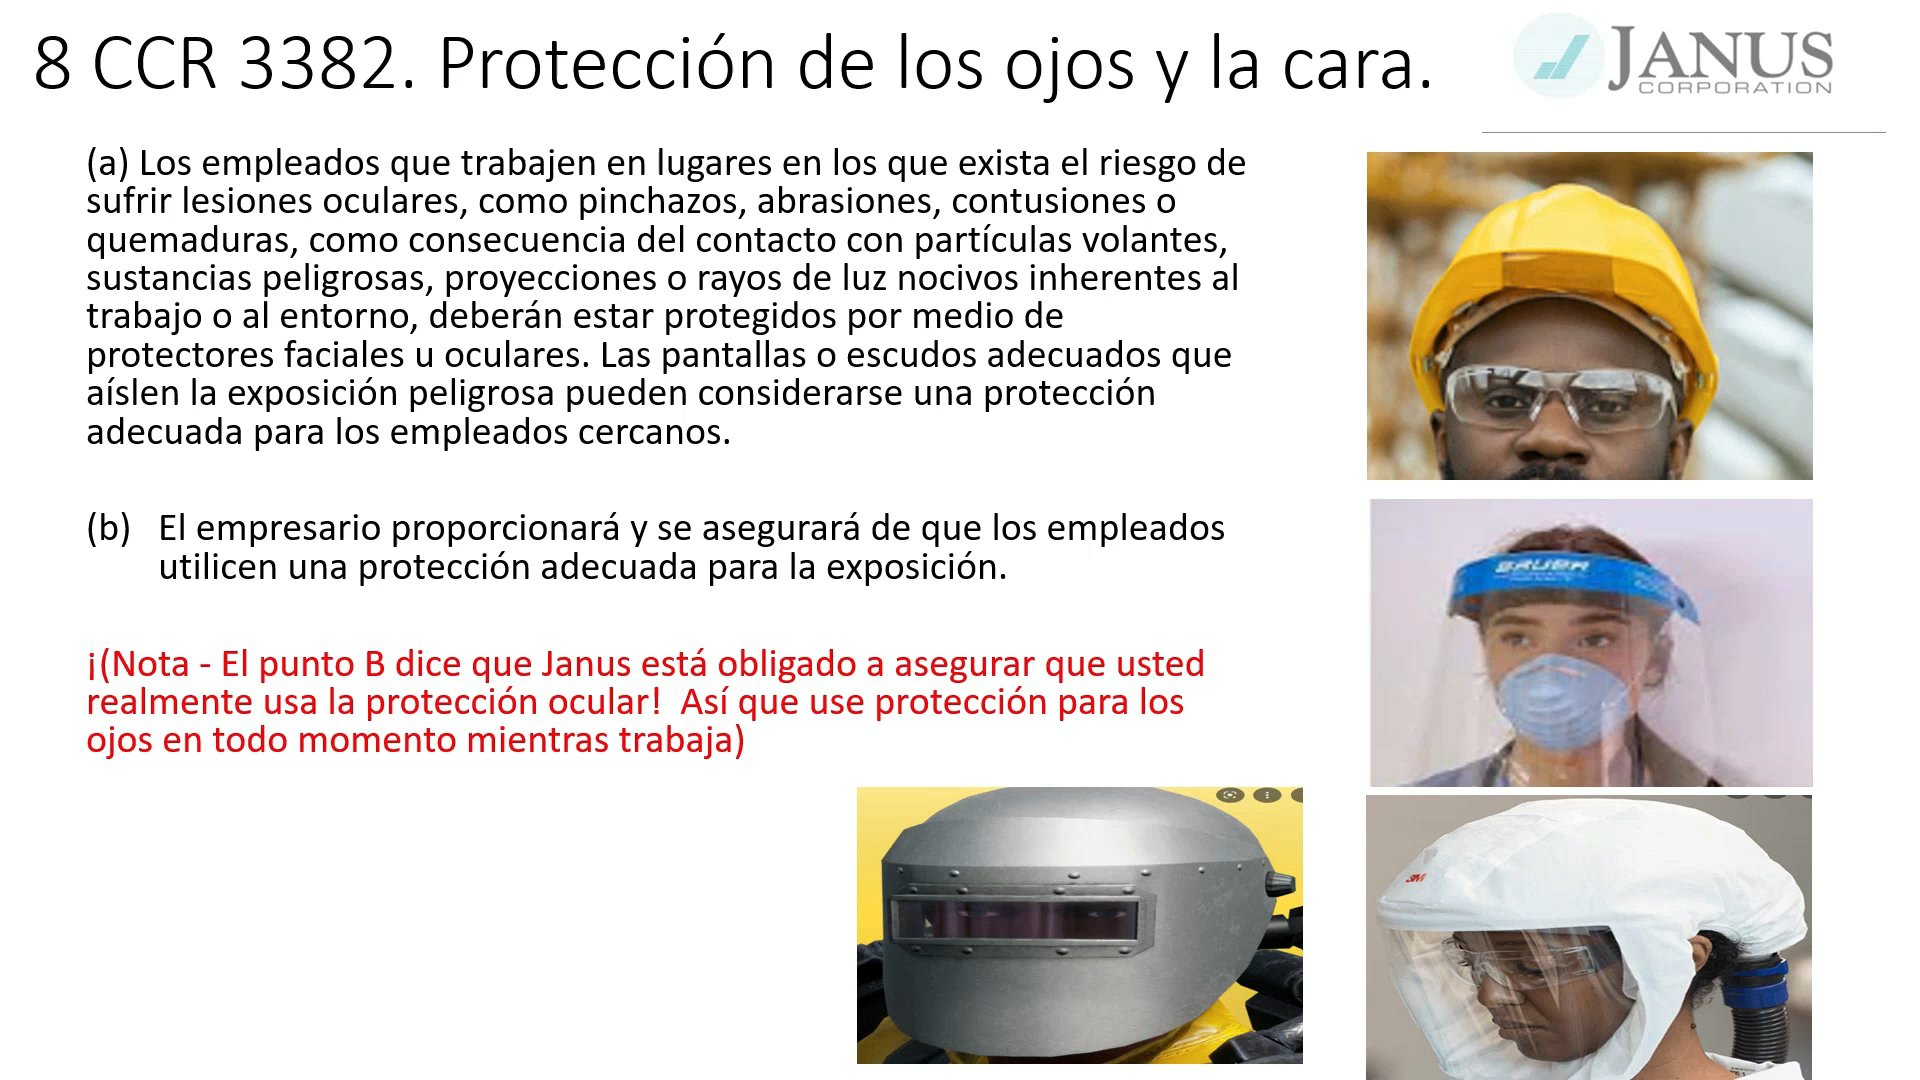 8 CCR 3382. Protección de los ojos y la cara.
JANUS
CORPORATION
(a) Los empleados que trabajen en lugares en los que exista el riesgo de
sufrir lesiones oculares, como pinchazos, abrasiones, contusiones o
quemaduras, como consecuencia del contacto con partículas volantes,
sustancias peligrosas, proyecciones o rayos de luz nocivos inherentes al
trabajo o al entorno, deberán estar protegidos por medio de
protectores faciales u oculares. Las pantallas o escudos adecuados que
aíslen la exposición peligrosa pueden considerarse una protección
adecuada para los empleados cercanos.
(b) El empresario proporcionará y se asegurará de que los empleados
utilicen una protección adecuada para la exposición.
¡(Nota - El punto B dice que Janus está obligado a asegurar que usted
realmente usa la protección ocular!  Así que use protección para los
ojos en todo momento mientras trabaja)
3M